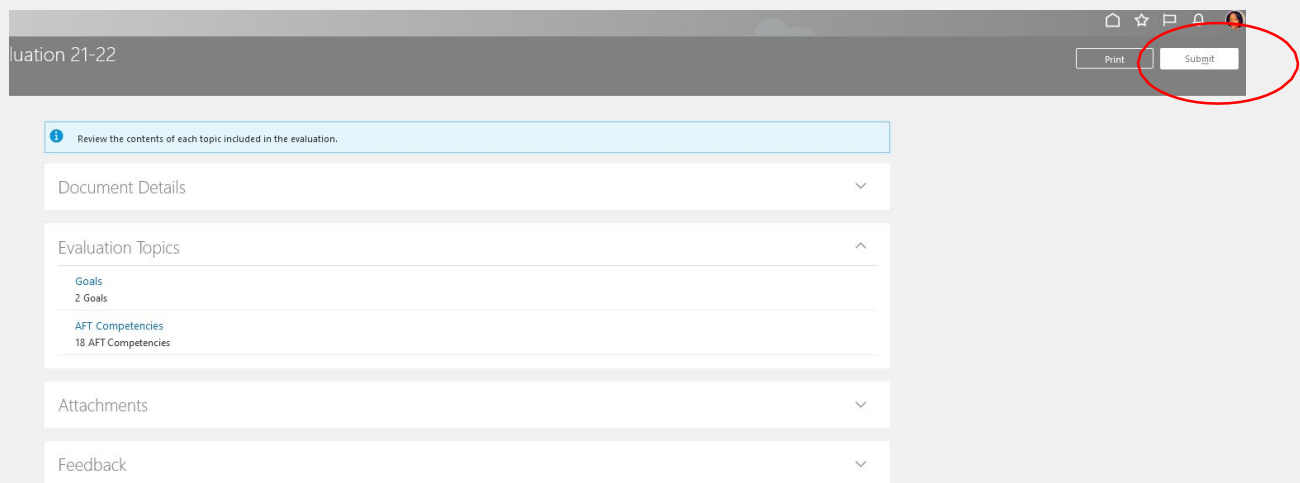 luation 21-22
Print
Submit
Review the contents of each topic included in the evaluation.
Document Details
Evaluation Topics
Goals
2 Goals
AFT Competencies
18 AFT Competencies
Attachments
Feedback